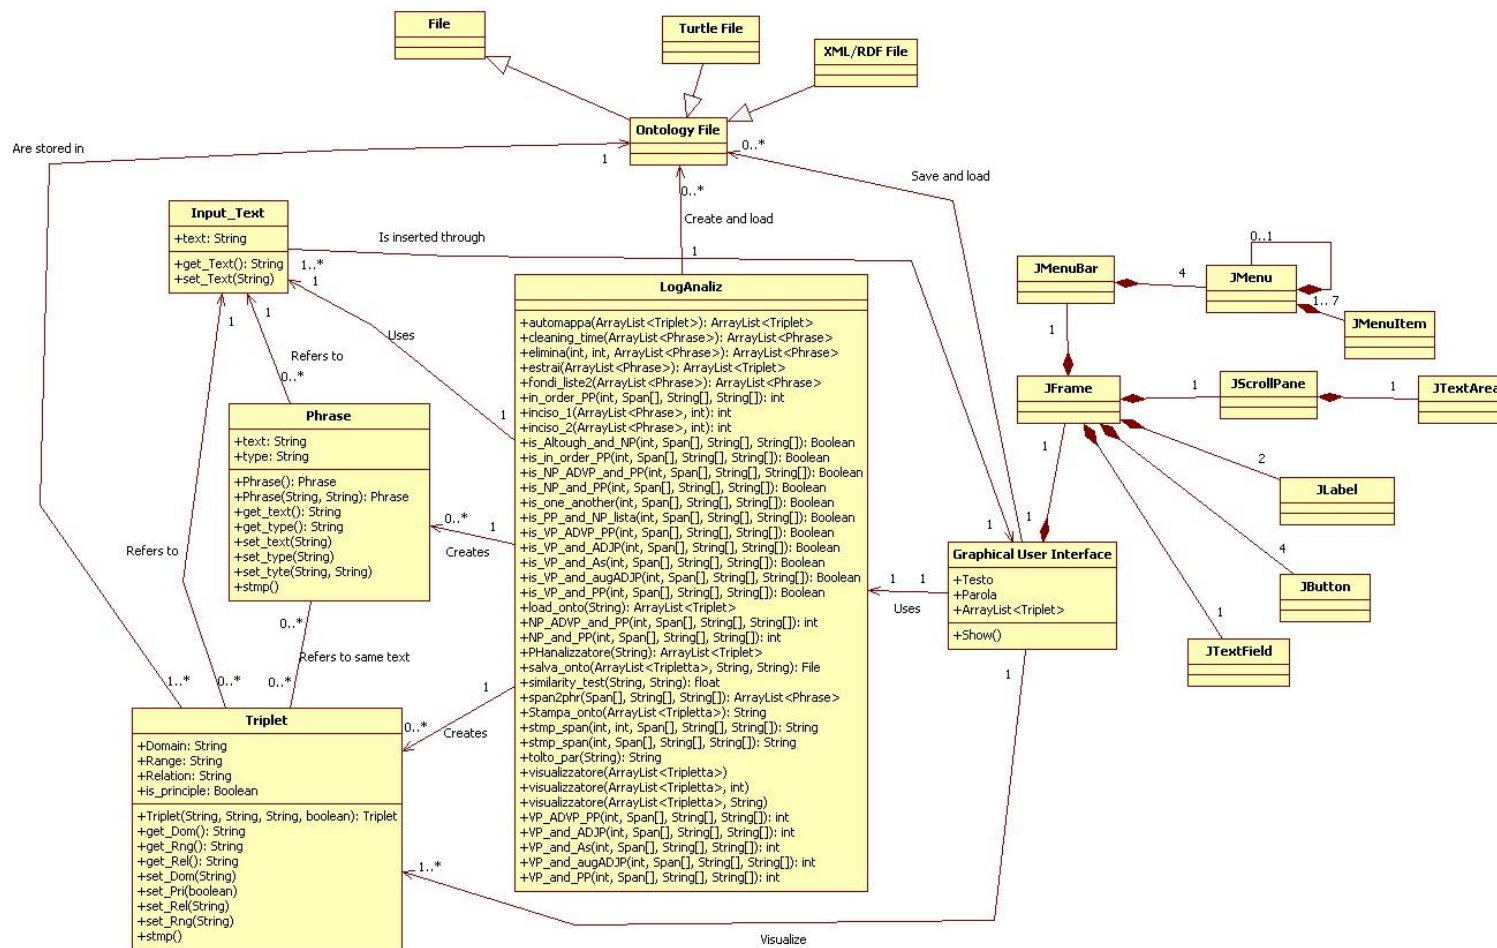 File
Turtle File
XML/RDF File
Ontology File
Are stored in
1
0..*
Save and load
0..*
Create and load
1
Input_Text
+text: String
+get_Text(): String
+set_Text(String)
Is inserted through
1..*
1
1
1
Uses
Refers to
0..*
LogAnaliz
+automappa(ArrayList<Triplet>): ArrayList<Triplet>
+cleaning_time(ArrayList<Phrase>): ArrayList<Phrase>
+elimina(int, int, ArrayList<Phrase>): ArrayList<Phrase>
+estrai(ArrayList<Phrase>): ArrayList<Triplet>
+fondi_liste2(ArrayList<Phrase>): ArrayList<Phrase>
+in_order_PP(int, Span[], String[], String[]): int
+inciso_1(ArrayList<Phrase>, int): int
+inciso_2(ArrayList<Phrase>, int): int
+is_Altough_and_NP(int, Span[], String[], String[]): Boolean
+is_in_order_PP(int, Span[], String[], String[]): Boolean
+is_NP_ADVP_and_PP(int, Span[], String[], String[]): Boolean
+is_NP_and_PP(int, Span[], String[], String[]): Boolean
+is_one_another(int, Span[], String[], String[]): Boolean
+is_PP_and_NP_lista(int, Span[], String[], String[]): Boolean
+is_VP_ADVP_PP(int, Span[], String[], String[]): Boolean
+is_VP_and_ADJP(int, Span[], String[], String[]): Boolean
+is_VP_and_As(int, Span[], String[], String[]): Boolean
+is_VP_and_augADJP(int, Span[], String[], String[]): Boolean
+is_VP_and_PP(int, Span[], String[], String[]): Boolean
+load_onto(String): ArrayList<Triplet>
+NP_ADVP_and_PP(int, Span[], String[], String[]): int
+NP_and_PP(int, Span[], String[], String[]): int
+PHanalizzatore(String): ArrayList<Triplet>
+salva_onto(ArrayList<Tripletta>, String, String): File
+similarity_test(String, String): float
+span2phr(Span[], String[], String[]): ArrayList<Phrase>
+Stampa_onto(ArrayList<Tripletta>): String
+stmp_span(int, int, Span[], String[], String[]): String
+stmp_span(int, Span[], String[], String[]): String
+tolto_par(String): String
+visualizzatore(ArrayList<Tripletta>)
+visualizzatore(ArrayList<Tripletta>, int)
+visualizzatore(ArrayList<Tripletta>, String)
+VP_ADVP_PP(int, Span[], String[], String[]): int
+VP_and_ADJP(int, Span[], String[], String[]): int
+VP_and_As(int, Span[], String[], String[]): int
+VP_and_augADJP(int, Span[], String[], String[]): int
+VP_and_PP(int, Span[], String[], String[]): int
1
Phrase
+text: String
+type: String
+Phrase(): Phrase
+Phrase(String, String): Phrase
+get_text(): String
+get_type(): String
+set_text(String)
+set_type(String)
+set_tyte(String, String)
+stmp()
0..*
1
Creates
Refers to
0..*
Refers to same text
1..*
0..*
0..*
1
0..*
Creates
Triplet
+Domain: String
+Range: String
+Relation: String
+is_principle: Boolean
+Triplet(String, String, String, boolean): Triplet
+get_Dom(): String
+get_Rng(): String
+get_Rel(): String
+set_Dom(String)
+set_Pri(boolean)
+set_Rel(String)
+set_Rng(String)
+stmp()
1..*
Visualize
1
Graphical User Interface
+Testo
+Parola
+ArrayList<Triplet>
+Show()
1
1
1
1
1
Uses
JMenuBar
4
0..1
JMenu
1..7
JMenuItem
1
JFrame
1
JScrollPane
1
JTextArea
2
JLabel
4
JButton
1
JTextField